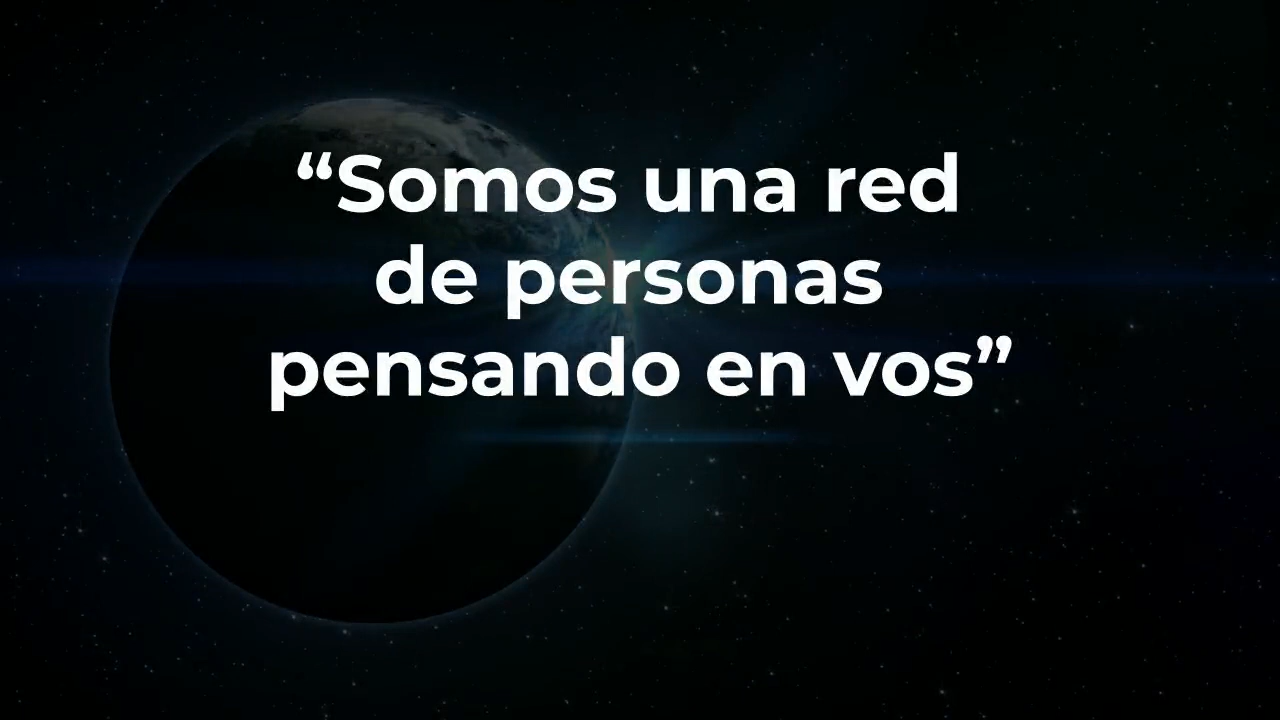 “Somos una red
de personas
pensando en vos”